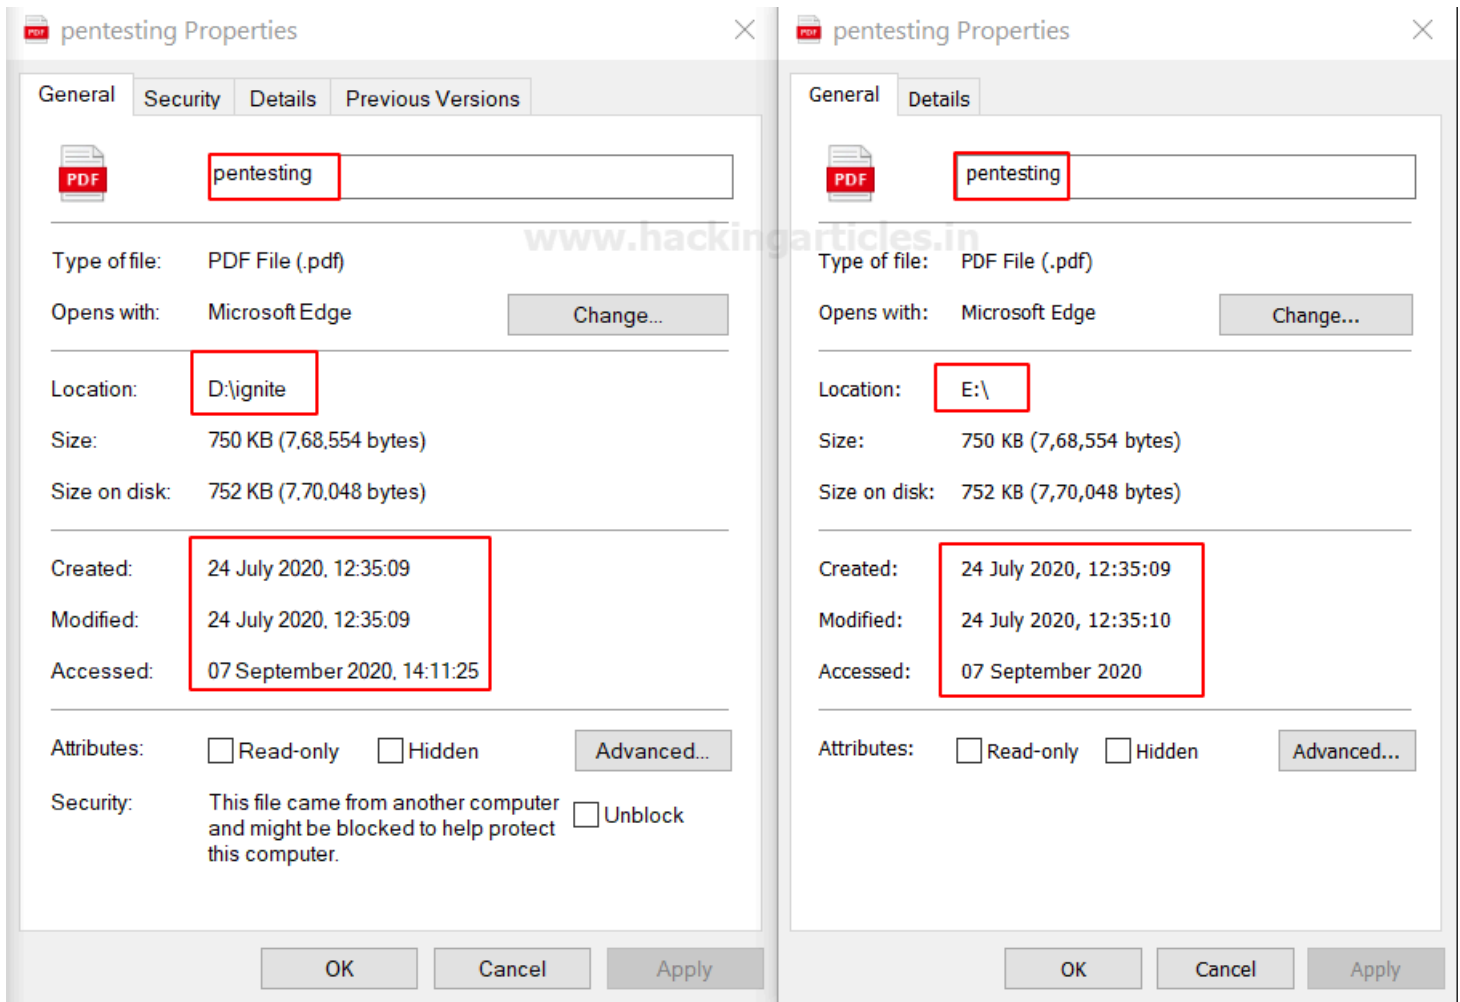 pentesting Properties
General Security Details Previous Versions
PDF pentesting
Type of file: PDF File (.pdf)
Opens with: Microsoft Edge Change...
Location: D:\ignite
Size: 750 KB (7,68,554 bytes)
Size on disk: 752 KB (7,70,048 bytes)
Created: 24 July 2020, 12:35:09
Modified: 24 July 2020, 12:35:09
Accessed: 07 September 2020, 14:11:25
Attributes: Read-only Hidden Advanced...
Security: This file came from another computer
and might be blocked to help protect
this computer.
Unblock
OK Cancel Apply
www.hackingarticles.in
pentesting Properties
General Details
PDF pentesting
Type of file: PDF File (.pdf)
Opens with: Microsoft Edge Change...
Location: E:\
Size: 750 KB (7,68,554 bytes)
Size on disk: 752 KB (7,70,048 bytes)
Created: 24 July 2020, 12:35:09
Modified: 24 July 2020, 12:35:10
Accessed: 07 September 2020
Attributes: Read-only Hidden Advanced...
OK Cancel Apply